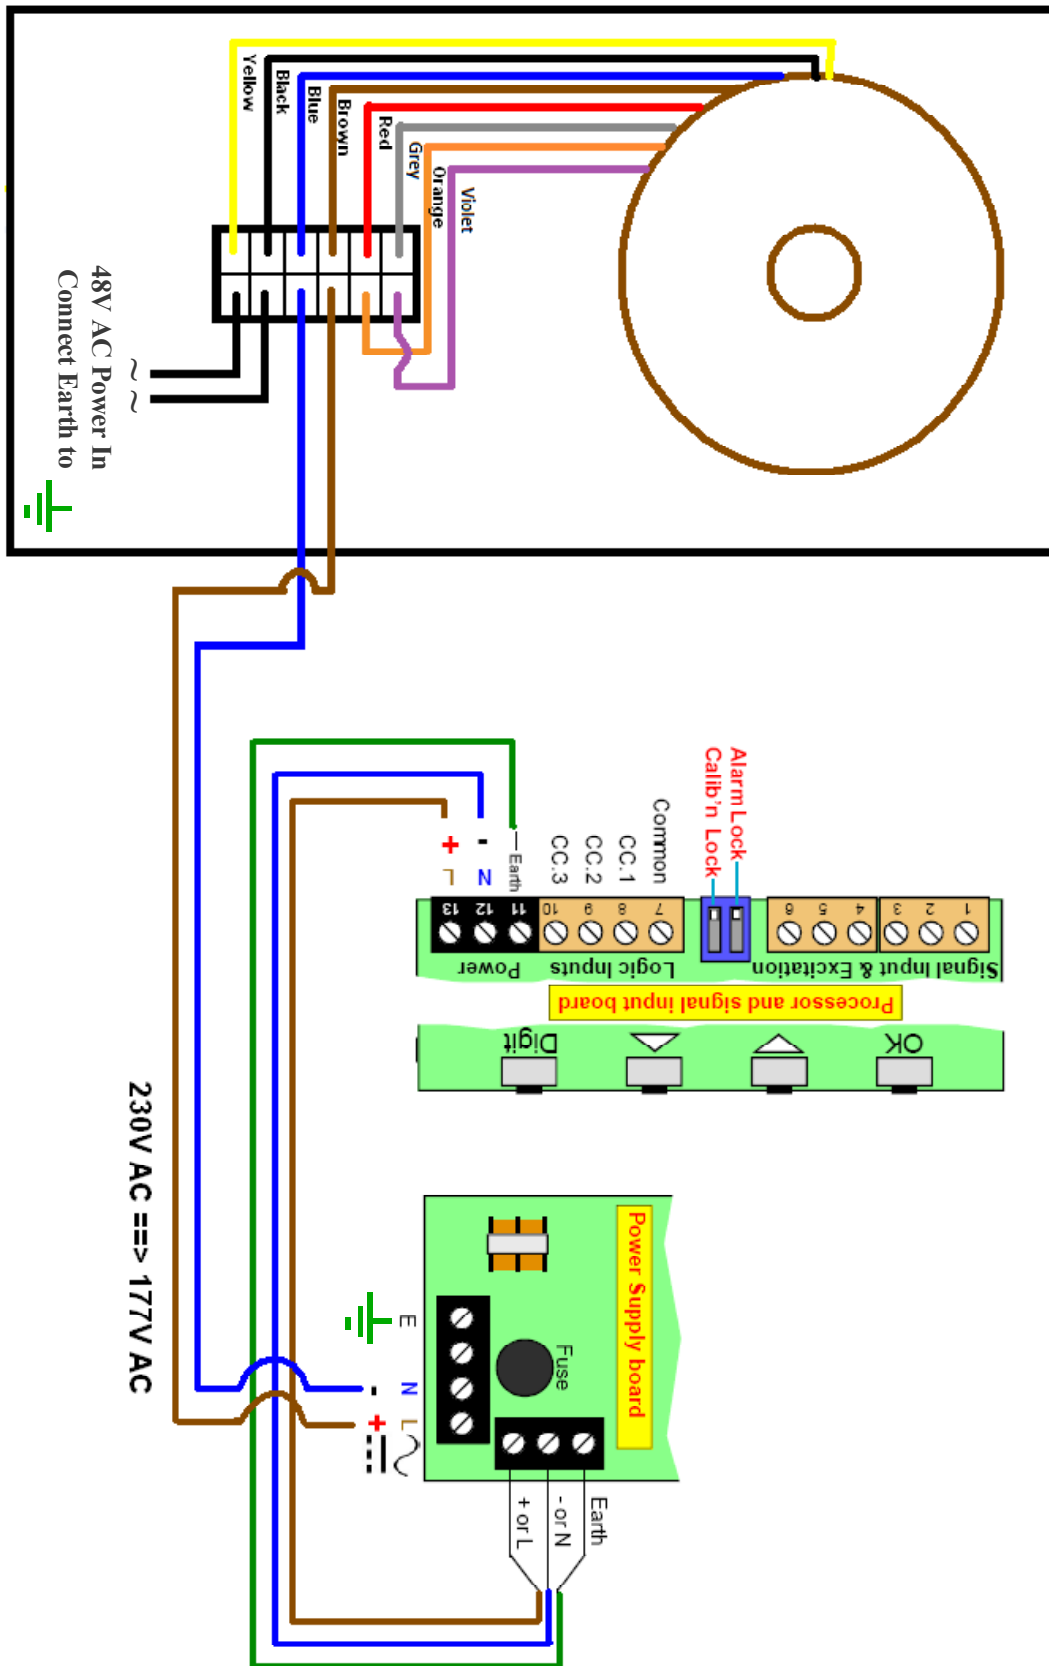 Yellow
Black
Blue
Brown
Red
Grey
Orange
Violet
48V AC Power In
Connect Earth to
~
~
Alarm Lock
Calib'n Lock
Common
CC.1
CC.2
CC.3
Earth
- N
+ L
13 12 11 10 9 8 7 6 5 4 3 2 1
Power
Logic Inputs
Signal Input & Excitation
Processor and signal input board
Digit
OK
230V AC ==> 177V AC
Power Supply board
Fuse
E
N -
L +
Earth
- or N
+ or L